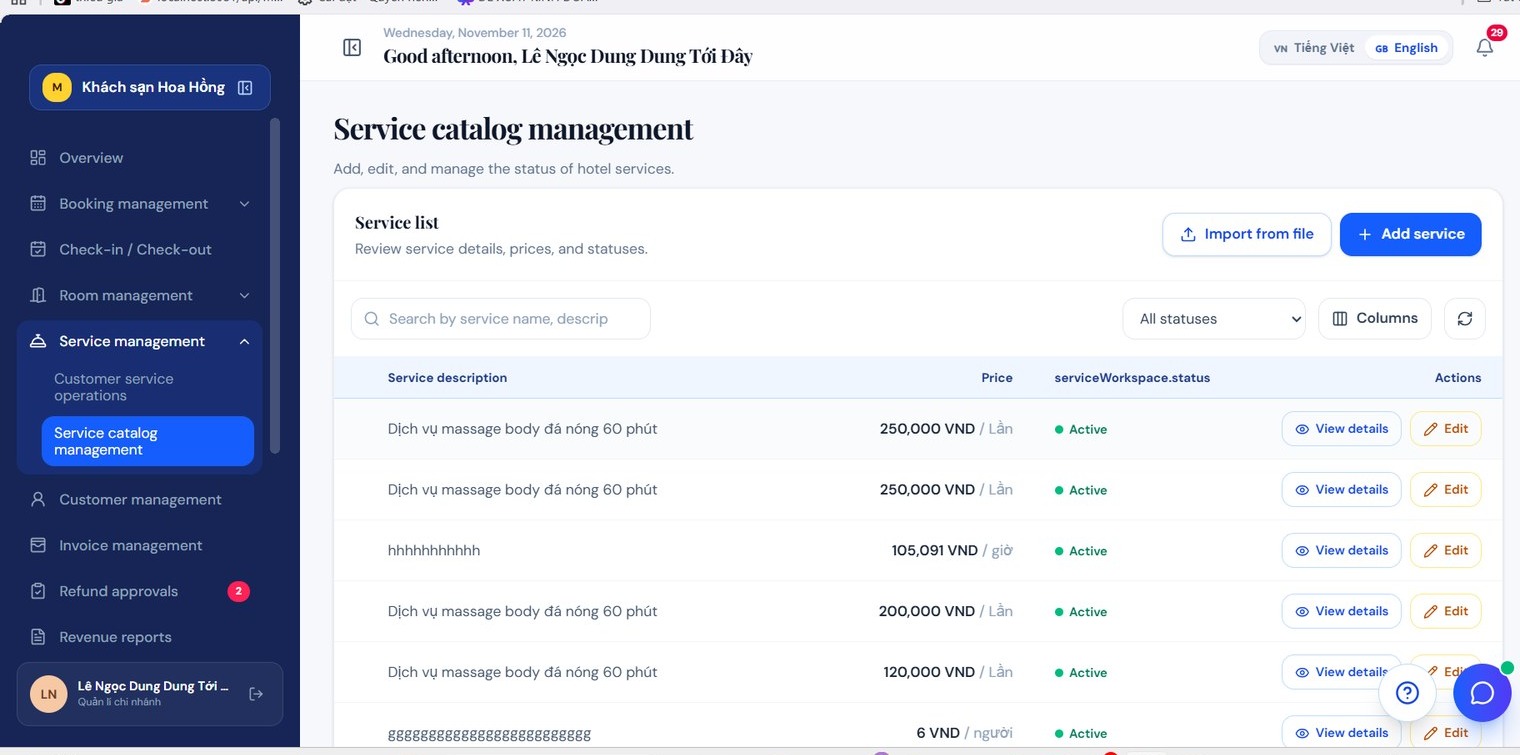 Wednesday, November 11, 2026
Good afternoon, Lê Ngọc Dung Dung Tới Đây
VN Tiếng Việt GB English
29
M Khách sạn Hoa Hồng
Overview
Booking management
Check-in / Check-out
Room management
Service management
Customer service
operations
Service catalog
management
Customer management
Invoice management
Refund approvals 2
Revenue reports
LN Lê Ngọc Dung Dung Tới ...
Quản lí chi nhánh
Service catalog management
Add, edit, and manage the status of hotel services.
Service list
Review service details, prices, and statuses.
Import from file
+ Add service
Search by service name, descrip
All statuses
Columns
Service description Price serviceWorkspace.status Actions
Dịch vụ massage body đá nóng 60 phút 250,000 VND / Lần Active View details Edit
Dịch vụ massage body đá nóng 60 phút 250,000 VND / Lần Active View details Edit
hhhhhhhhhhh 105,091 VND / giờ Active View details Edit
Dịch vụ massage body đá nóng 60 phút 200,000 VND / Lần Active View details Edit
Dịch vụ massage body đá nóng 60 phút 120,000 VND / Lần Active View details
ggggggggggggggggggggggggg 6 VND / người Active View details Edit